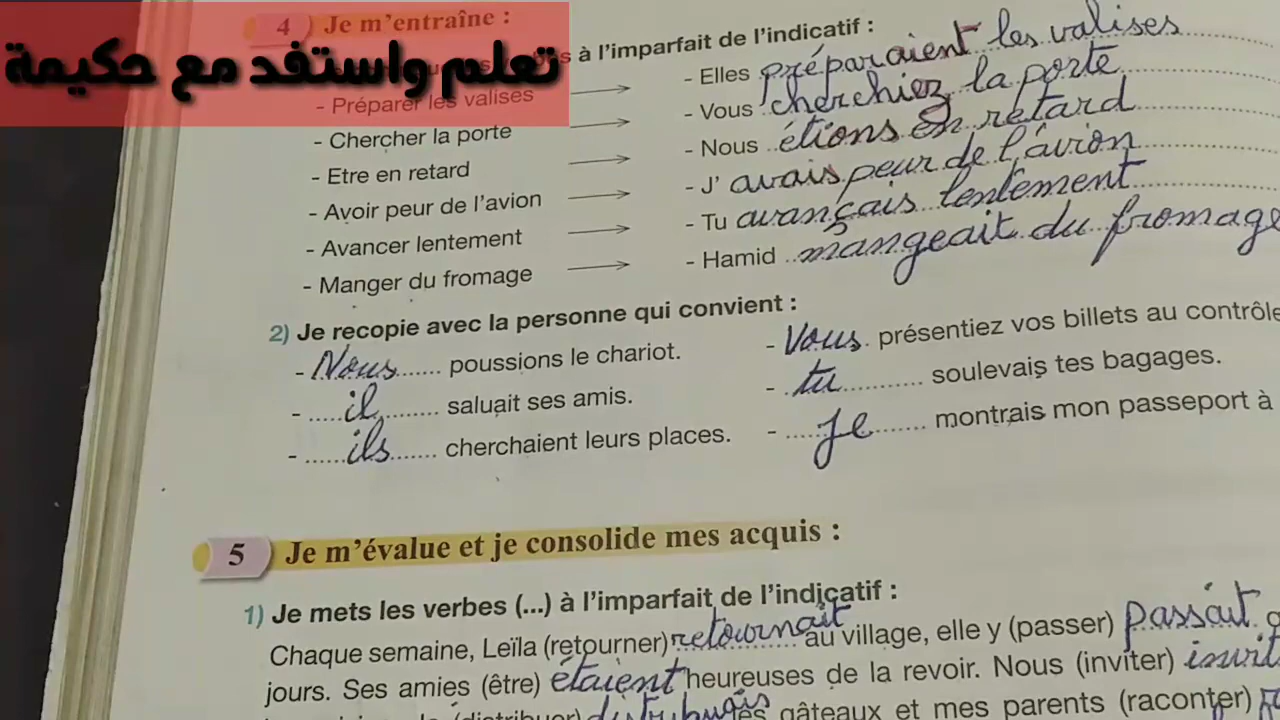 4 Je m'entraîne :
تعلم واستفد مع حكيمة
à l'imparfait de l'indicatif :
- Préparer les valises → - Elles préparaient les valises
- Chercher la porte → - Vous cherchiez la porte
- Etre en retard → - Nous étions en retard
- Avoir peur de l'avion → - J' avais peur de l'avion
- Avancer lentement → - Tu avançais lentement
- Manger du fromage → - Hamid mangeait du fromage
2) Je recopie avec la personne qui convient :
- Nous poussions le chariot. - Vous présentiez vos billets au contrôle
- il saluait ses amis. - tu soulevais tes bagages.
- ils cherchaient leurs places. - Je montrais mon passeport à
5 Je m'évalue et je consolide mes acquis :
1) Je mets les verbes (...) à l'imparfait de l'indicatif :
Chaque semaine, Leïla (retourner) retournait au village, elle y (passer) passait
jours. Ses amies (être) étaient heureuses de la revoir. Nous (inviter)
(distribuer) distribuais les gâteaux et mes parents (raconter)